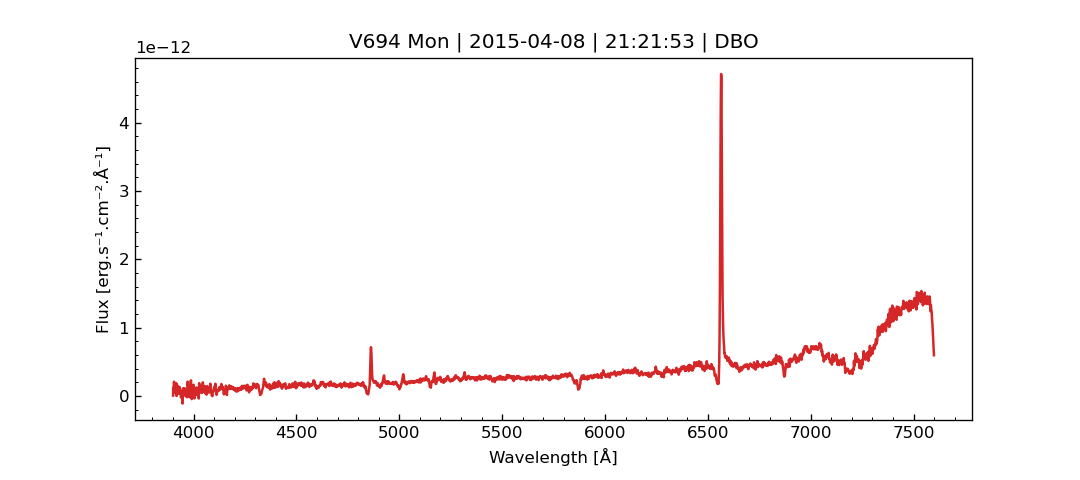 V694 Mon | 2015-04-08 | 21:21:53 | DBO
1e−12
Flux [erg.s⁻¹.cm⁻².Å⁻¹]
4
3
2
1
0
4000 4500 5000 5500 6000 6500 7000 7500
Wavelength [Å]